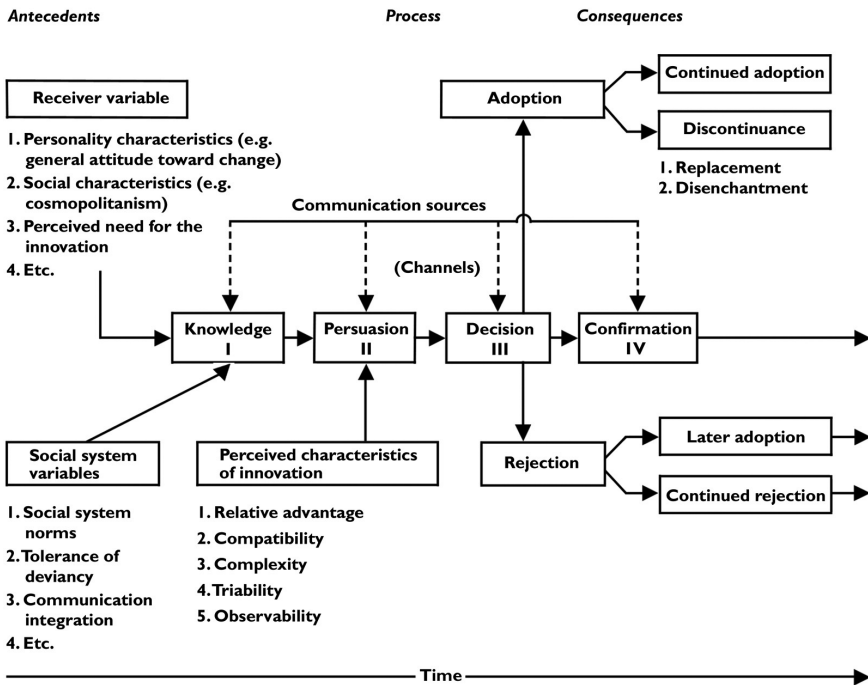 Antecedents
Process
Consequences
Receiver variable
1. Personality characteristics (e.g.
general attitude toward change)
2. Social characteristics (e.g.
cosmopolitanism)
3. Perceived need for the
innovation
4. Etc.
Adoption
Continued adoption
Discontinuance
1. Replacement
2. Disenchantment
Communication sources
(Channels)
Knowledge
I
Persuasion
II
Decision
III
Confirmation
IV
Social system
variables
1. Social system
norms
2. Tolerance of
deviancy
3. Communication
integration
4. Etc.
Perceived characteristics
of innovation
1. Relative advantage
2. Compatibility
3. Complexity
4. Triability
5. Observability
Rejection
Later adoption
Continued rejection
Time